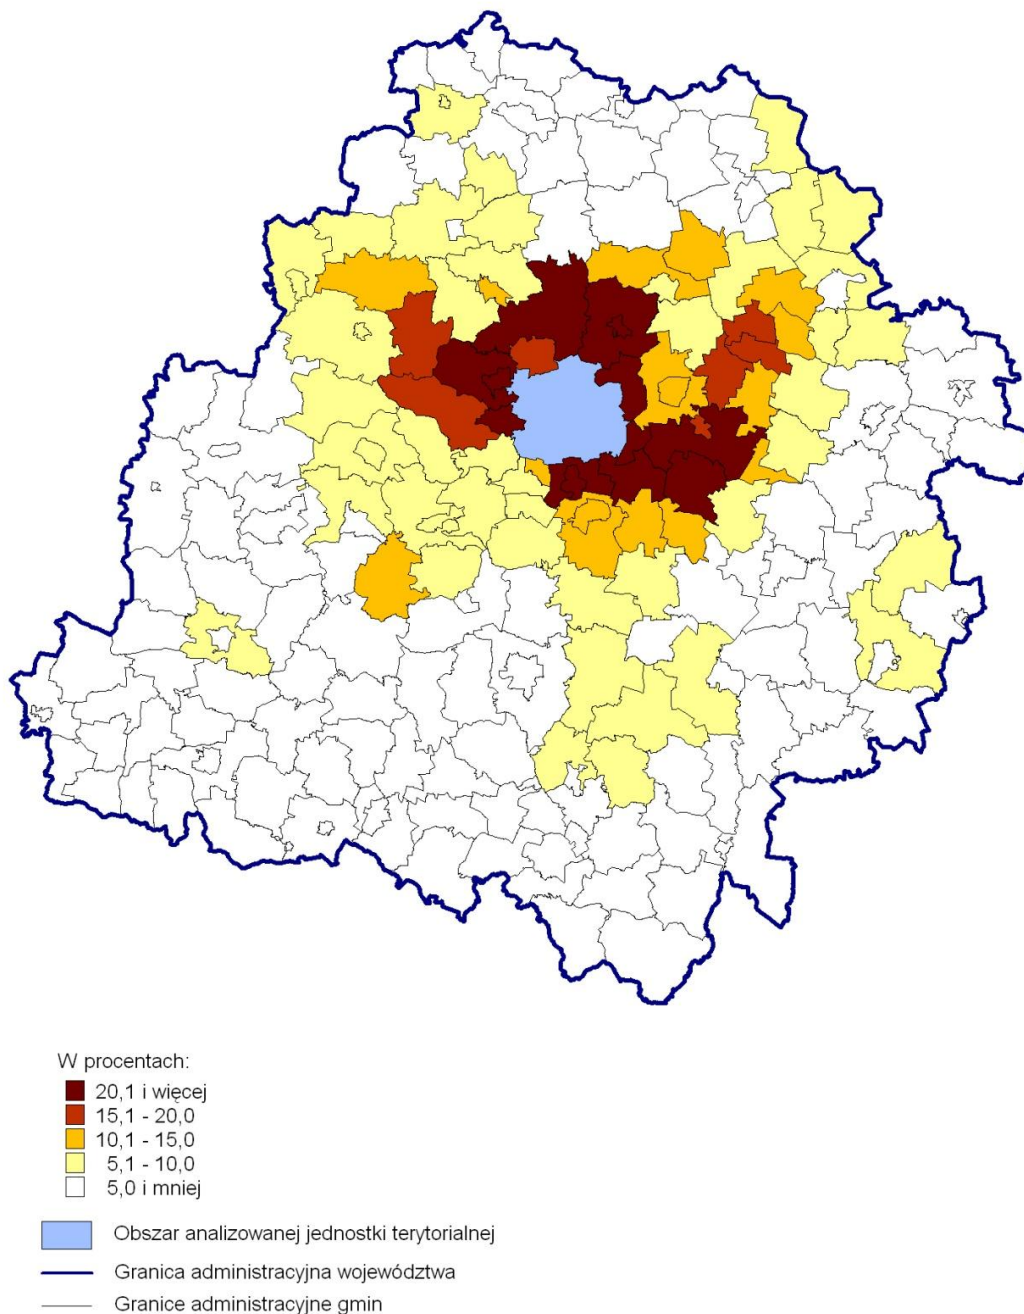 W procentach:
20,1 i więcej
15,1 - 20,0
10,1 - 15,0
5,1 - 10,0
5,0 i mniej
Obszar analizowanej jednostki terytorialnej
Granica administracyjna województwa
Granice administracyjne gmin